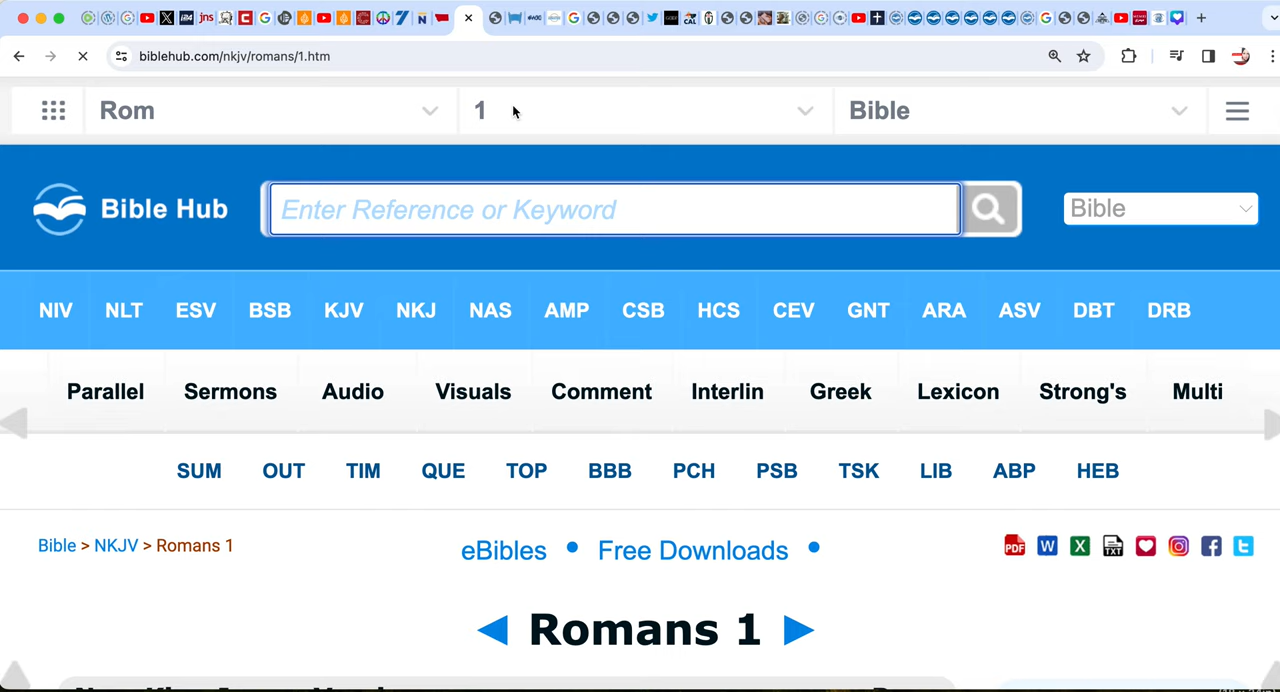 biblehub.com/nkjv/romans/1.htm
Rom 1 Bible
Bible Hub Enter Reference or Keyword Bible
NIV NLT ESV BSB KJV NKJ NAS AMP CSB HCS CEV GNT ARA ASV DBT DRB
Parallel Sermons Audio Visuals Comment Interlin Greek Lexicon Strong's Multi
SUM OUT TIM QUE TOP BBB PCH PSB TSK LIB ABP HEB
Bible > NKJV > Romans 1 eBibles • Free Downloads • PDF W X TXT
◄ Romans 1 ►